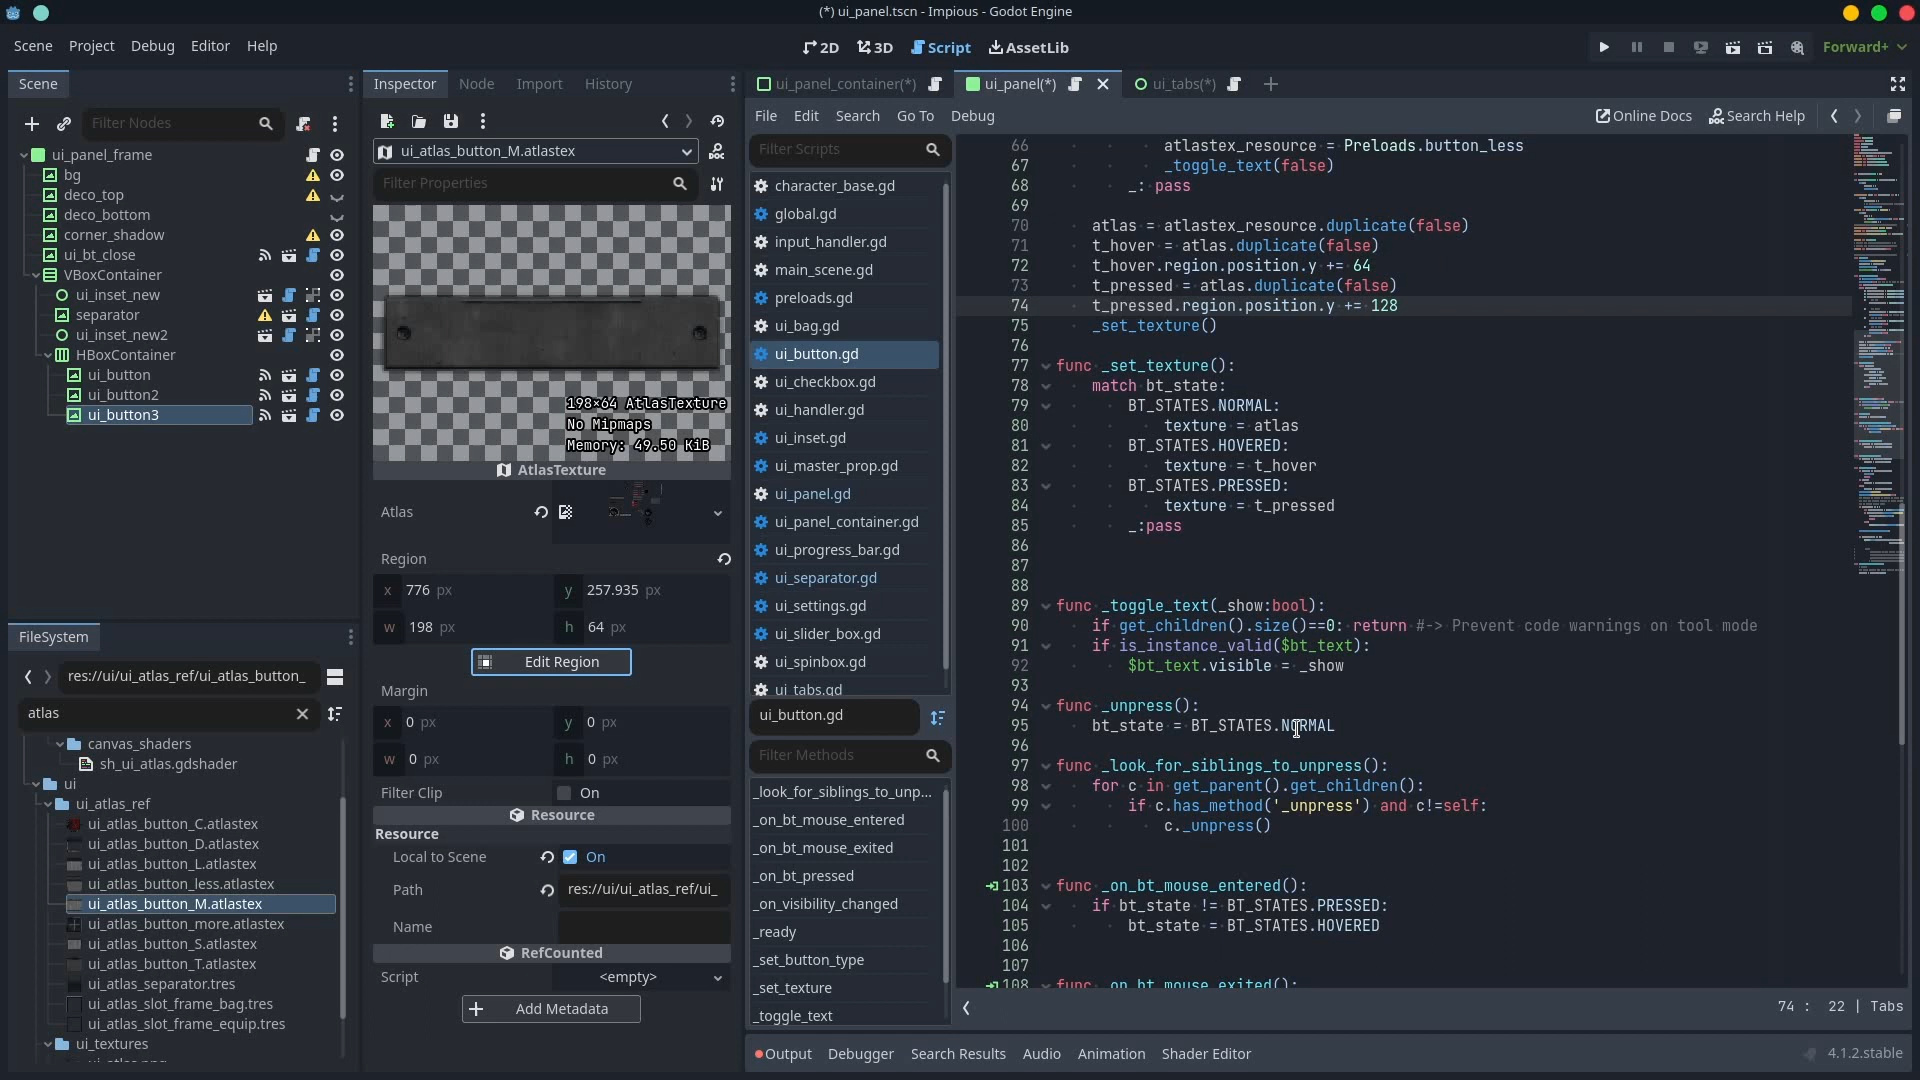 (*) ui_panel.tscn - Impious - Godot Engine
Scene Project Debug Editor Help
2D 3D Script AssetLib
Forward+
Scene
Filter Nodes
ui_panel_frame
bg
deco_top
deco_bottom
corner_shadow
ui_bt_close
VBoxContainer
ui_inset_new
separator
ui_inset_new2
HBoxContainer
ui_button
ui_button2
ui_button3
FileSystem
res://ui/ui_atlas_ref/ui_atlas_button_
atlas
canvas_shaders
sh_ui_atlas.gdshader
ui
ui_atlas_ref
ui_atlas_button_C.atlastex
ui_atlas_button_D.atlastex
ui_atlas_button_L.atlastex
ui_atlas_button_less.atlastex
ui_atlas_button_M.atlastex
ui_atlas_button_more.atlastex
ui_atlas_button_S.atlastex
ui_atlas_button_T.atlastex
ui_atlas_separator.tres
ui_atlas_slot_frame_bag.tres
ui_atlas_slot_frame_equip.tres
ui_textures
Inspector Node Import History
ui_atlas_button_M.atlastex
Filter Properties
198×64 AtlasTexture
No Mipmaps
Memory: 49.50 KiB
AtlasTexture
Atlas
Region
x 776 px y 257.935 px
w 198 px h 64 px
Edit Region
Margin
x 0 px y 0 px
w 0 px h 0 px
Filter Clip On
Resource
Resource
Local to Scene On
Path res://ui/ui_atlas_ref/ui_
Name
RefCounted
Script <empty>
Add Metadata
ui_panel_container(*) ui_panel(*) ui_tabs(*)
File Edit Search Go To Debug Online Docs Search Help
Filter Scripts
character_base.gd
global.gd
input_handler.gd
main_scene.gd
preloads.gd
ui_bag.gd
ui_button.gd
ui_checkbox.gd
ui_handler.gd
ui_inset.gd
ui_master_prop.gd
ui_panel.gd
ui_panel_container.gd
ui_progress_bar.gd
ui_separator.gd
ui_settings.gd
ui_slider_box.gd
ui_spinbox.gd
ui_tabs.gd
ui_button.gd
Filter Methods
_look_for_siblings_to_unp...
_on_bt_mouse_entered
_on_bt_mouse_exited
_on_bt_pressed
_on_visibility_changed
_ready
_set_button_type
_set_texture
_toggle_text
66 atlastex_resource = Preloads.button_less
67 _toggle_text(false)
68 _: pass
69
70 atlas = atlastex_resource.duplicate(false)
71 t_hover = atlas.duplicate(false)
72 t_hover.region.position.y += 64
73 t_pressed = atlas.duplicate(false)
74 t_pressed.region.position.y += 128
75 _set_texture()
76
77 func _set_texture():
78 match bt_state:
79 BT_STATES.NORMAL:
80 texture = atlas
81 BT_STATES.HOVERED:
82 texture = t_hover
83 BT_STATES.PRESSED:
84 texture = t_pressed
85 _:pass
86
87
88
89 func _toggle_text(_show:bool):
90 if get_children().size()==0: return #-> Prevent code warnings on tool mode
91 if is_instance_valid($bt_text):
92 $bt_text.visible = _show
93
94 func _unpress():
95 bt_state = BT_STATES.NORMAL
96
97 func _look_for_siblings_to_unpress():
98 for c in get_parent().get_children():
99 if c.has_method('_unpress') and c!=self:
100 c._unpress()
101
102
103 func _on_bt_mouse_entered():
104 if bt_state != BT_STATES.PRESSED:
105 bt_state = BT_STATES.HOVERED
106
107
108 func _on_bt_mouse_exited():
74 : 22 | Tabs
Output Debugger Search Results Audio Animation Shader Editor 4.1.2.stable